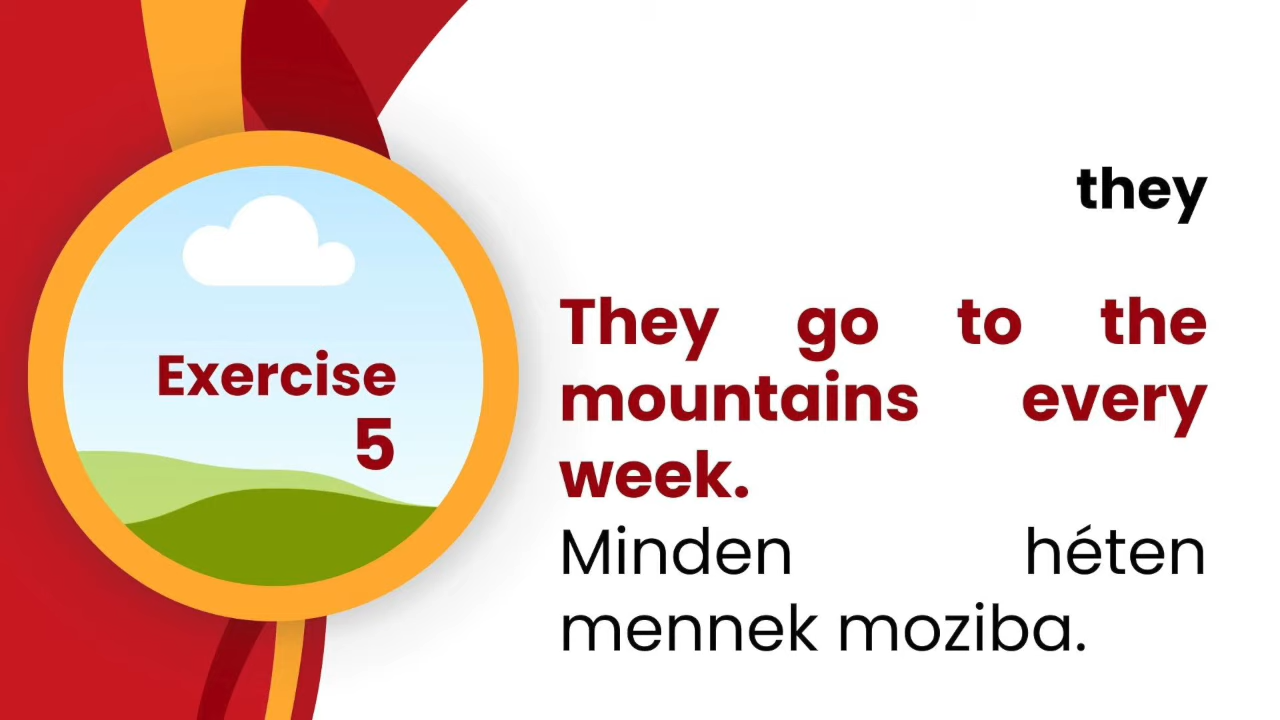 Exercise
5
they
They go to the
mountains every
week.
Minden héten
mennek moziba.